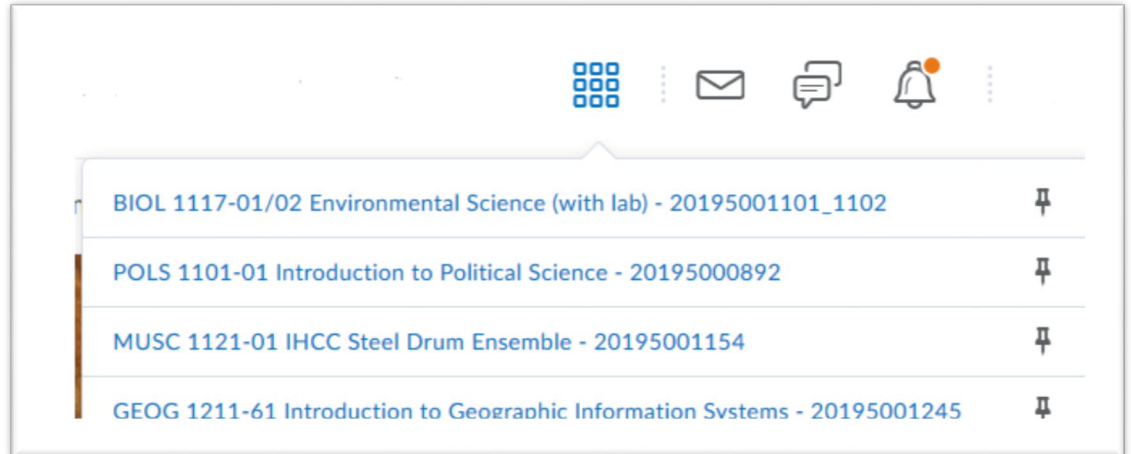 BIOL 1117-01/02 Environmental Science (with lab) - 20195001101_1102
POLS 1101-01 Introduction to Political Science - 20195000892
MUSC 1121-01 IHCC Steel Drum Ensemble - 20195001154
GEOG 1211-61 Introduction to Geographic Information Systems - 20195001245